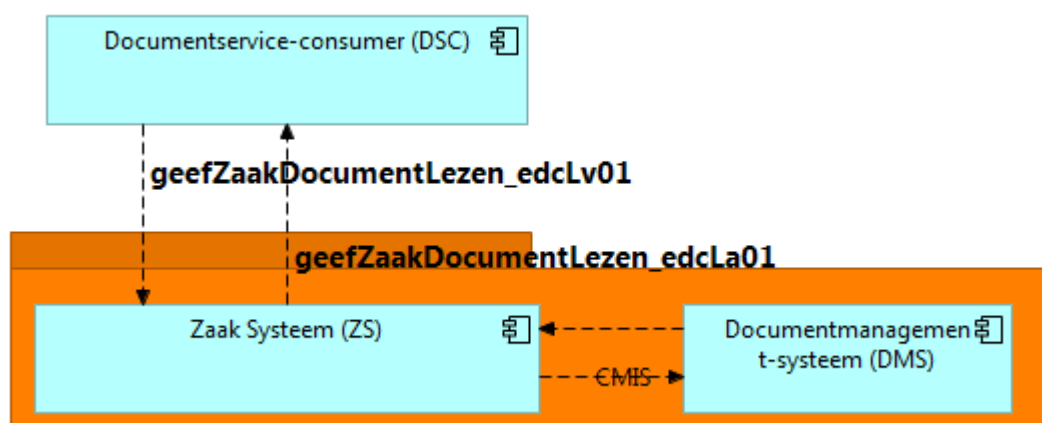 Documentservice-consumer (DSC)
geefZaakDocumentLezen_edcLv01
geefZaakDocumentLezen_edcLa01
Zaak Systeem (ZS)
Documentmanagemen
t-systeem (DMS)
CMIS